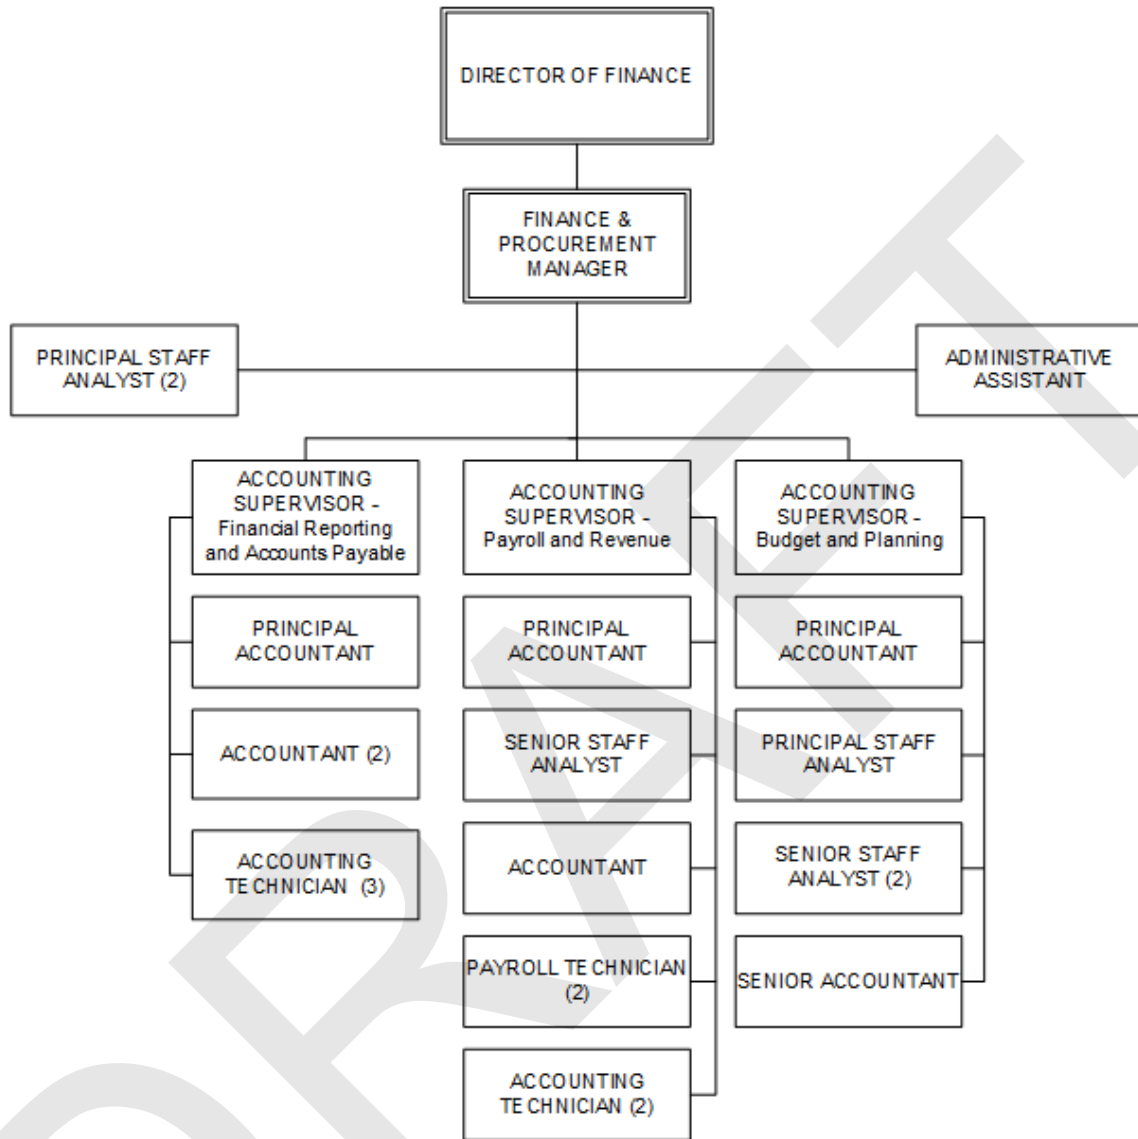 DIRECTOR OF FINANCE
FINANCE &
PROCUREMENT
MANAGER
PRINCIPAL STAFF
ANALYST (2)
ADMINISTRATIVE
ASSISTANT
ACCOUNTING
SUPERVISOR -
Financial Reporting
and Accounts Payable
PRINCIPAL
ACCOUNTANT
ACCOUNTANT (2)
ACCOUNTING
TECHNICIAN (3)
ACCOUNTING
SUPERVISOR -
Payroll and Revenue
PRINCIPAL
ACCOUNTANT
SENIOR STAFF
ANALYST
ACCOUNTANT
PAYROLL TECHNICIAN
(2)
ACCOUNTING
TECHNICIAN (2)
ACCOUNTING
SUPERVISOR -
Budget and Planning
PRINCIPAL
ACCOUNTANT
PRINCIPAL STAFF
ANALYST
SENIOR STAFF
ANALYST (2)
SENIOR ACCOUNTANT
DRAFT